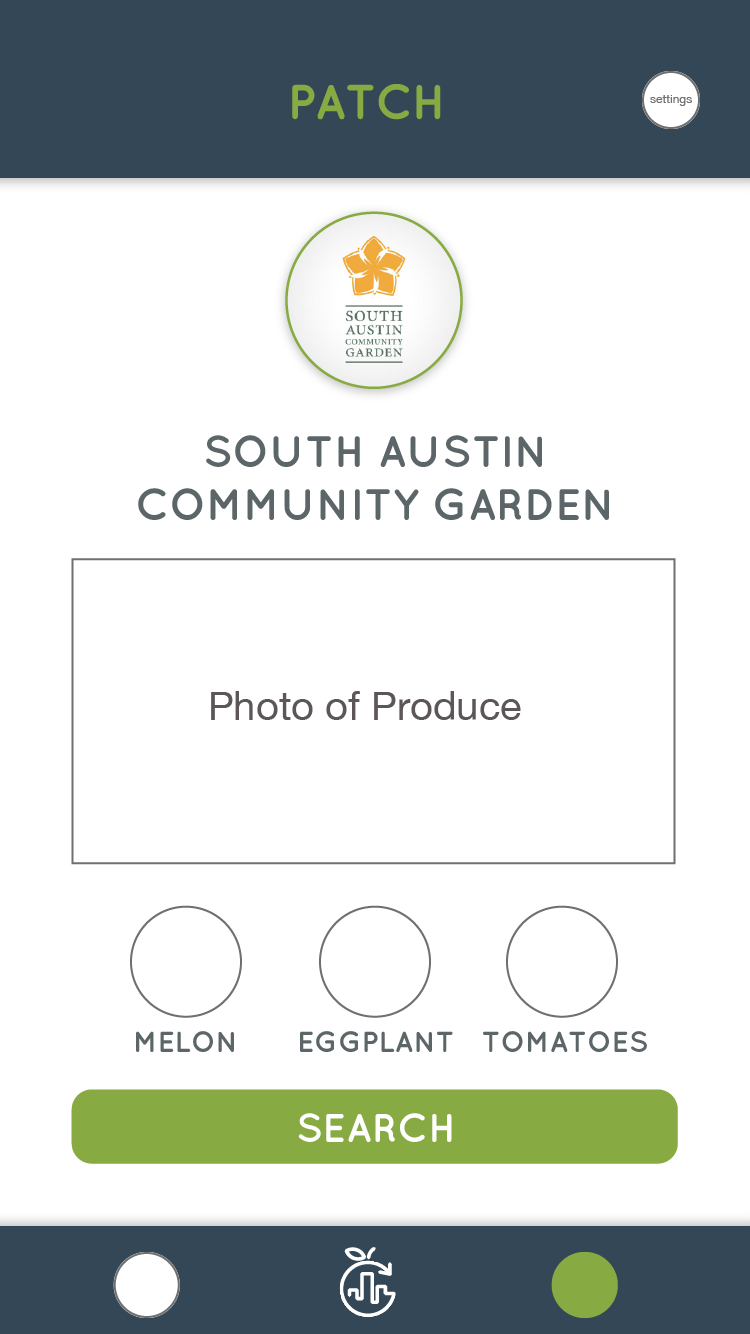 PATCH
settings
SOUTH
AUSTIN
COMMUNITY
GARDEN
SOUTH AUSTIN
COMMUNITY GARDEN
Photo of Produce
MELON EGGPLANT TOMATOES
SEARCH